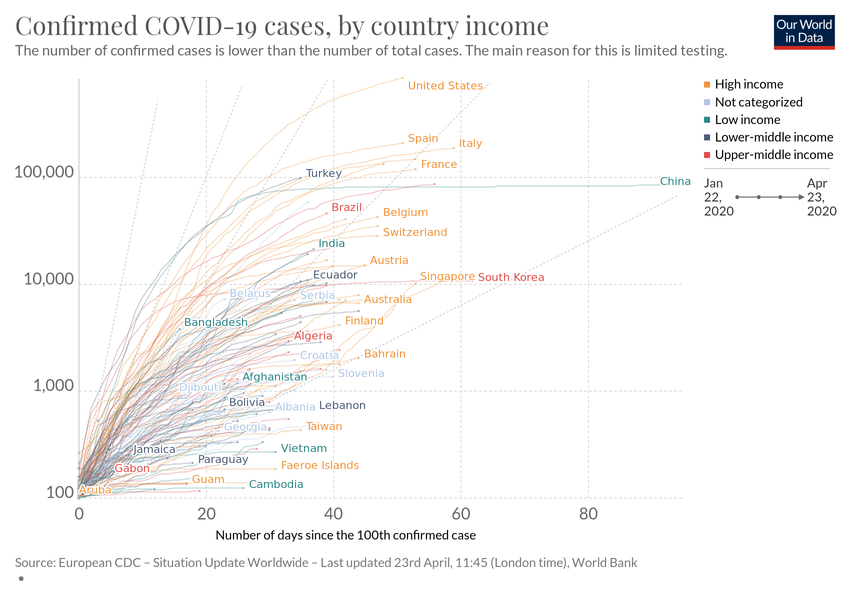 Confirmed COVID-19 cases, by country income
The number of confirmed cases is lower than the number of total cases. The main reason for this is limited testing.
Our World
in Data
High income
Not categorized
Low income
Lower-middle income
Upper-middle income
Jan
22,
2020
Apr
23,
2020
United States
Spain
Italy
France
100,000
Turkey
China
Brazil
Belgium
Switzerland
India
Austria
10,000
Ecuador
Singapore
South Korea
Belarus
Serbia
Australia
Bangladesh
Finland
Algeria
Croatia
Bahrain
Slovenia
1,000
Djibouti
Afghanistan
Bolivia
Albania
Lebanon
Georgia
Taiwan
Jamaica
Vietnam
Gabon
Paraguay
Faeroe Islands
Guam
Cambodia
100
Aruba
0
20
40
60
80
Number of days since the 100th confirmed case
Source: European CDC – Situation Update Worldwide – Last updated 23rd April, 11:45 (London time), World Bank